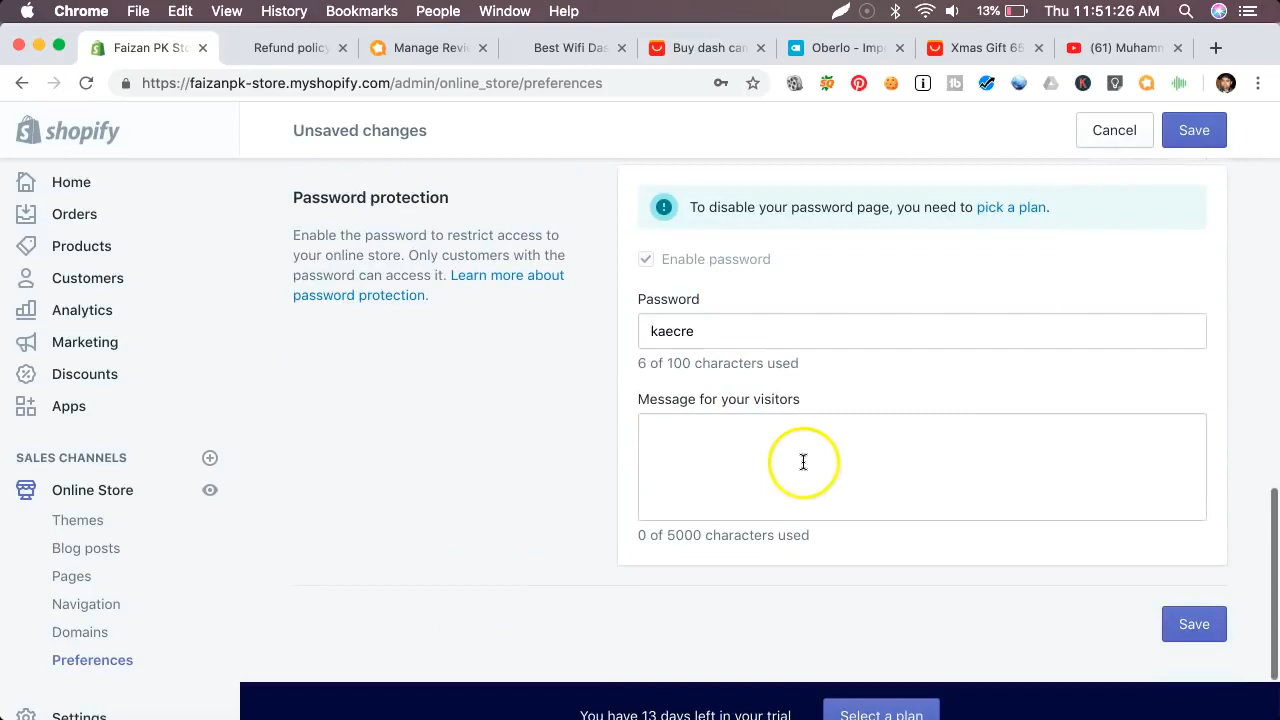 Chrome File Edit View History Bookmarks People Window Help 13% Thu 11:51:26 AM
Faizan PK Sto Refund policy Manage Revie Best Wifi Das Buy dash cam Oberlo - Impo Xmas Gift 65 (61) Muhamm
https://faizanpk-store.myshopify.com/admin/online_store/preferences
shopify
Unsaved changes
Cancel
Save
Home
Orders
Products
Customers
Analytics
Marketing
Discounts
Apps
SALES CHANNELS
Online Store
Themes
Blog posts
Pages
Navigation
Domains
Preferences
Settings
Password protection
Enable the password to restrict access to
your online store. Only customers with the
password can access it. Learn more about
password protection.
To disable your password page, you need to pick a plan.
Enable password
Password
kaecre
6 of 100 characters used
Message for your visitors
0 of 5000 characters used
Save
You have 13 days left in your trial
Select a plan